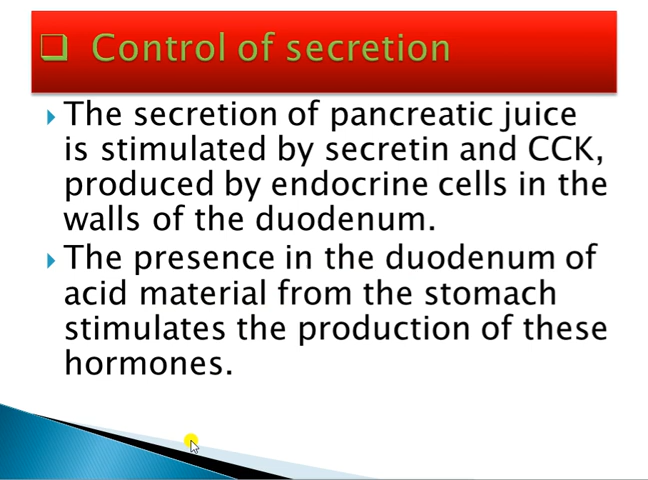 Control of secretion
The secretion of pancreatic juice
is stimulated by secretin and CCK,
produced by endocrine cells in the
walls of the duodenum.
The presence in the duodenum of
acid material from the stomach
stimulates the production of these
hormones.